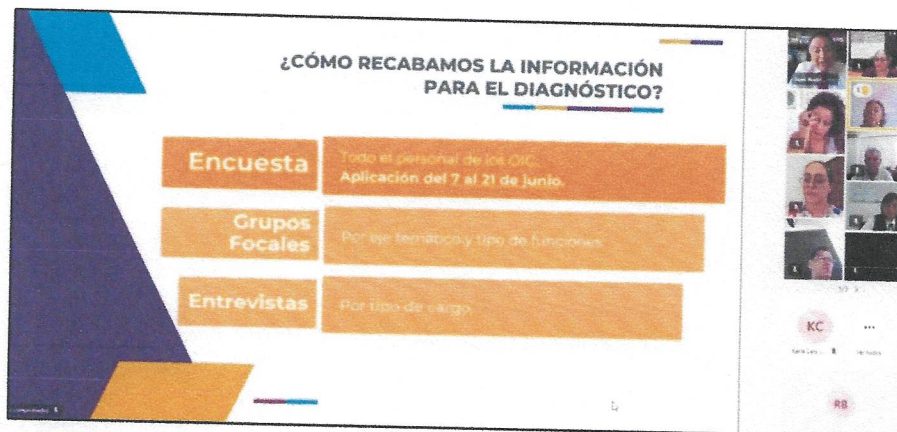 ¿CÓMO RECABAMOS LA INFORMACIÓN
PARA EL DIAGNÓSTICO?
Encuesta
Todo el personal de los OIC.
Aplicación del 7 al 21 de junio.
Grupos
Focales
Por eje temático y tipo de funciones
Entrevistas
Por tipo de cargo
KC
...
RB